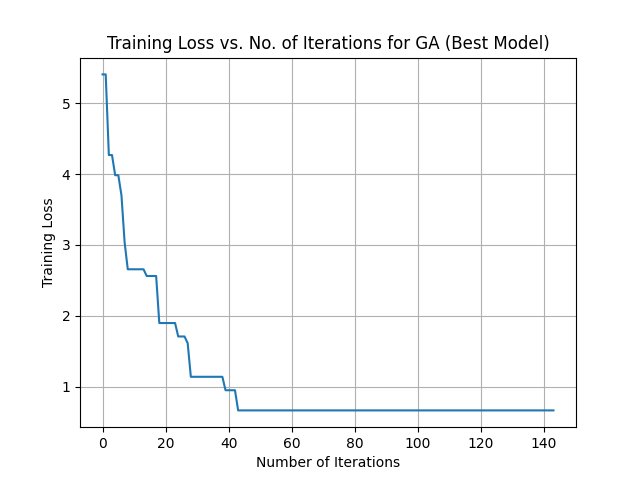 Training Loss vs. No. of Iterations for GA (Best Model)
5
4
3
2
1
Training Loss
0 20 40 60 80 100 120 140
Number of Iterations